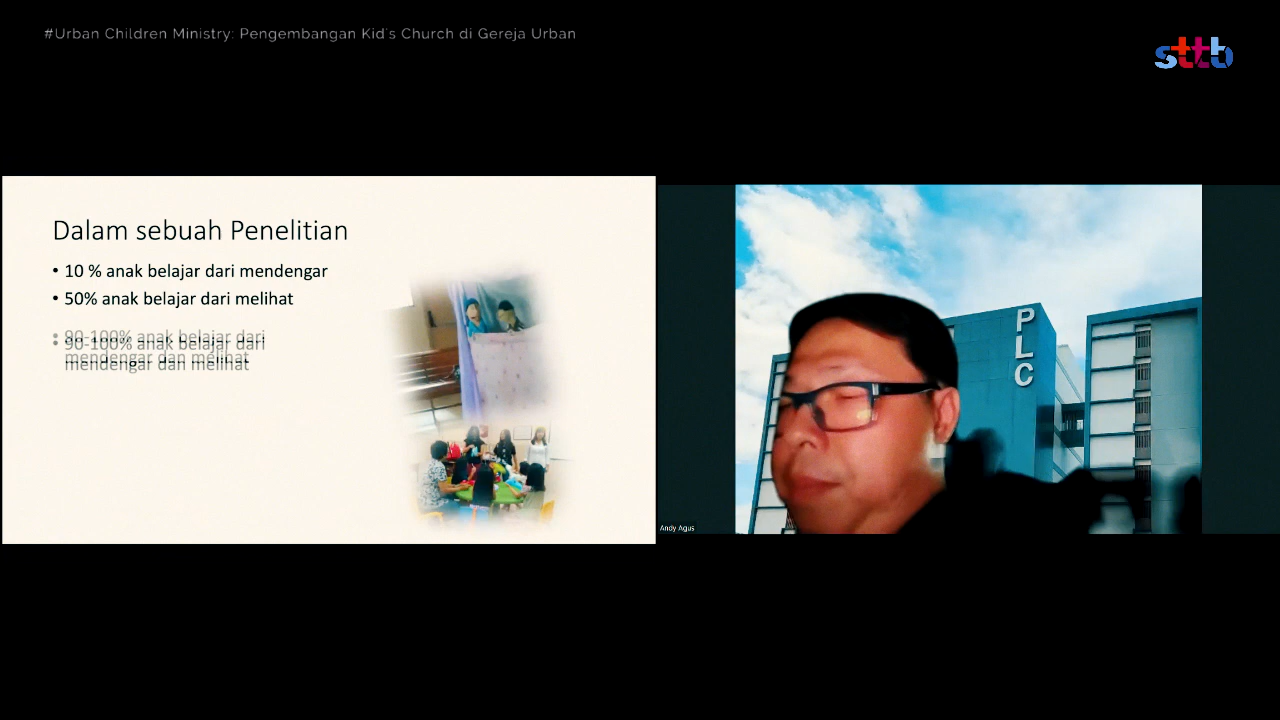 #Urban Children Ministry: Pengembangan Kid's Church di Gereja Urban
sttb
Dalam sebuah Penelitian
• 10 % anak belajar dari mendengar
• 50% anak belajar dari melihat
• 90-100% anak belajar dari
mendengar dan melihat
PLC
Andy Agus